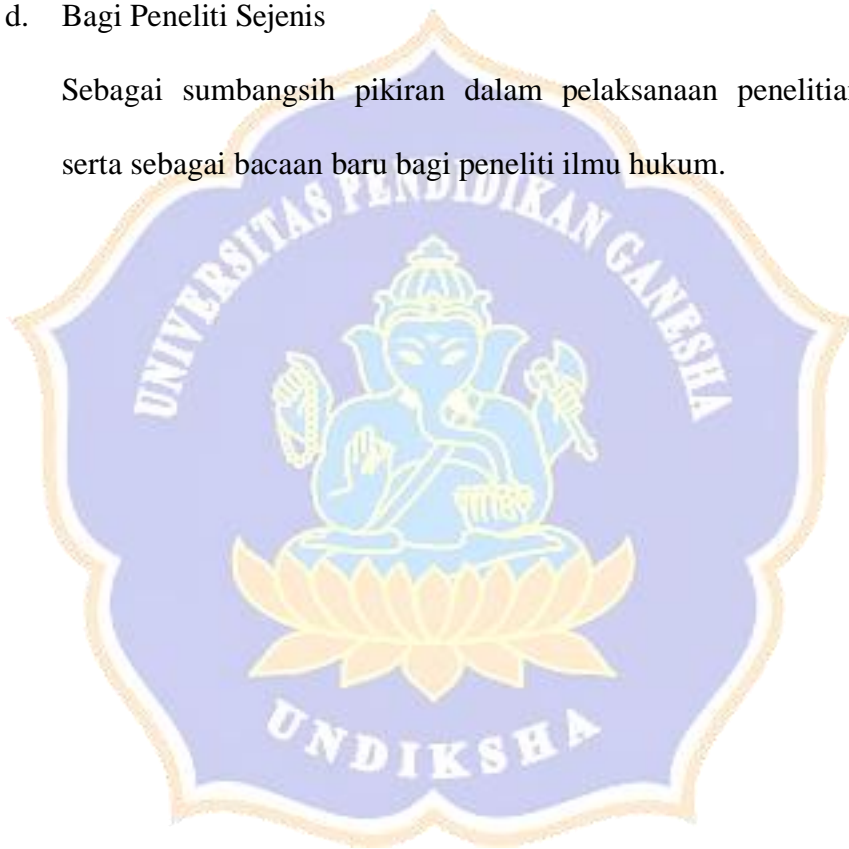 d. Bagi Peneliti Sejenis
Sebagai sumbangsih pikiran dalam pelaksanaan penelitian
serta sebagai bacaan baru bagi peneliti ilmu hukum.
UNIVERSITAS PENDIDIKAN GANESHA
UNDIKSHA